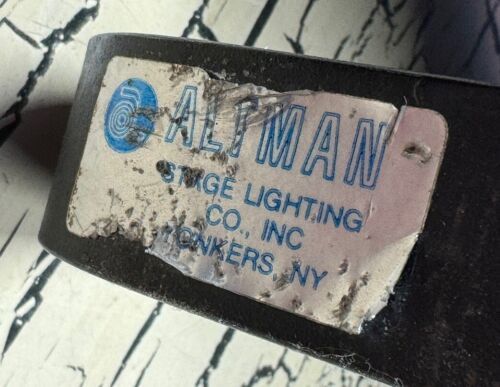 ALTMAN
STAGE LIGHTING
CO., INC
YONKERS, NY